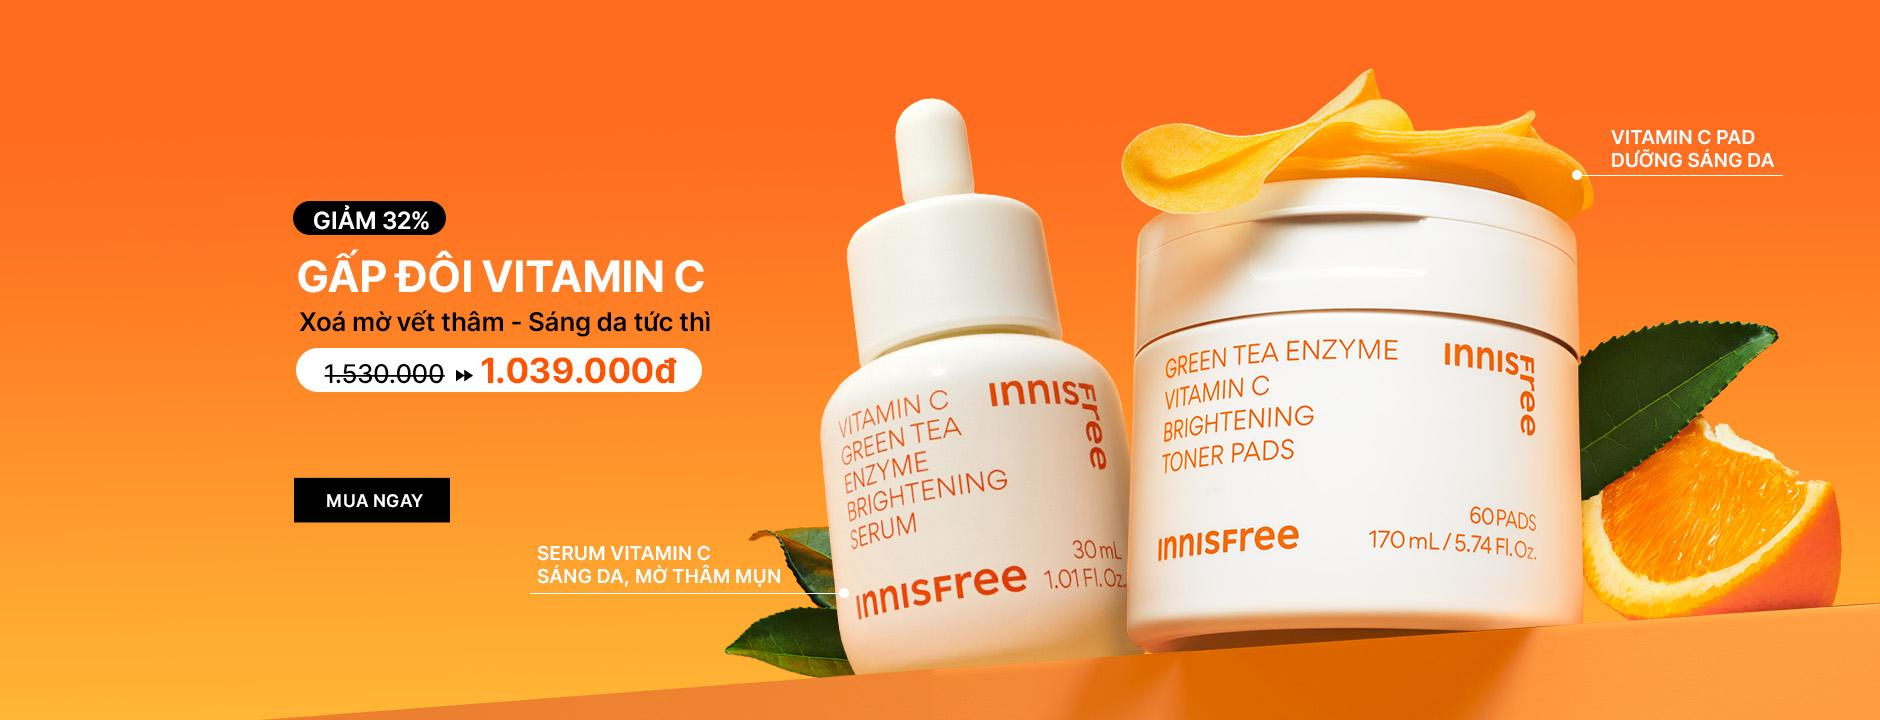 GIẢM 32%
GẤP ĐÔI VITAMIN C
Xoá mờ vết thâm - Sáng da tức thì
1.530.000 1.039.000đ
MUA NGAY
SERUM VITAMIN C
SÁNG DA, MỜ THÂM MỤN
VITAMIN C
GREEN TEA
ENZYME
BRIGHTENING
SERUM
INNISFree
INNISFree
30 mL
1.01 Fl.Oz.
GREEN TEA ENZYME
VITAMIN C
BRIGHTENING
TONER PADS
INNISFree
INNISFree
60 PADS
170 mL / 5.74 Fl.Oz.
VITAMIN C PAD
DƯỠNG SÁNG DA